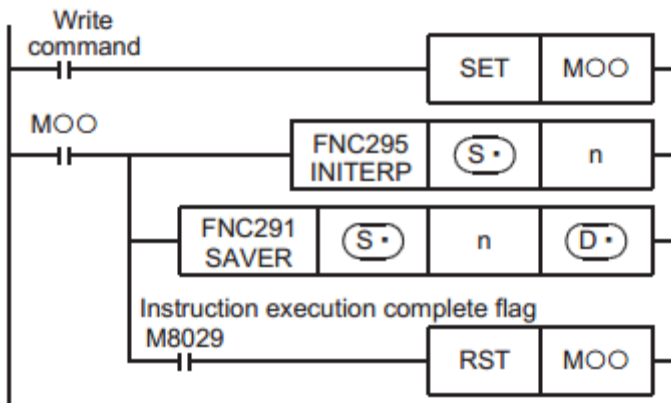 Write
command
SET M○○
M○○
FNC295
INITERP S・ n
FNC291
SAVER S・ n D・
Instruction execution complete flag
M8029
RST M○○